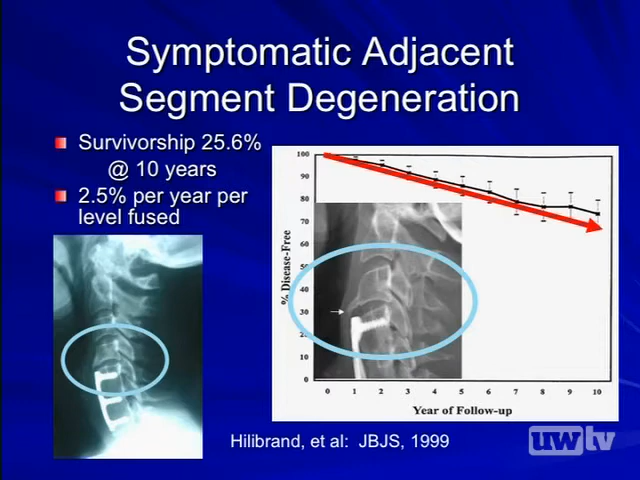 Symptomatic Adjacent
Segment Degeneration
Survivorship 25.6%
@ 10 years
2.5% per year per
level fused
% Disease-Free
100
90
80
70
60
50
40
30
20
10
0
0 1 2 3 4 5 6 7 8 9 10
Year of Follow-up
Hilibrand, et al: JBJS, 1999
uwtv